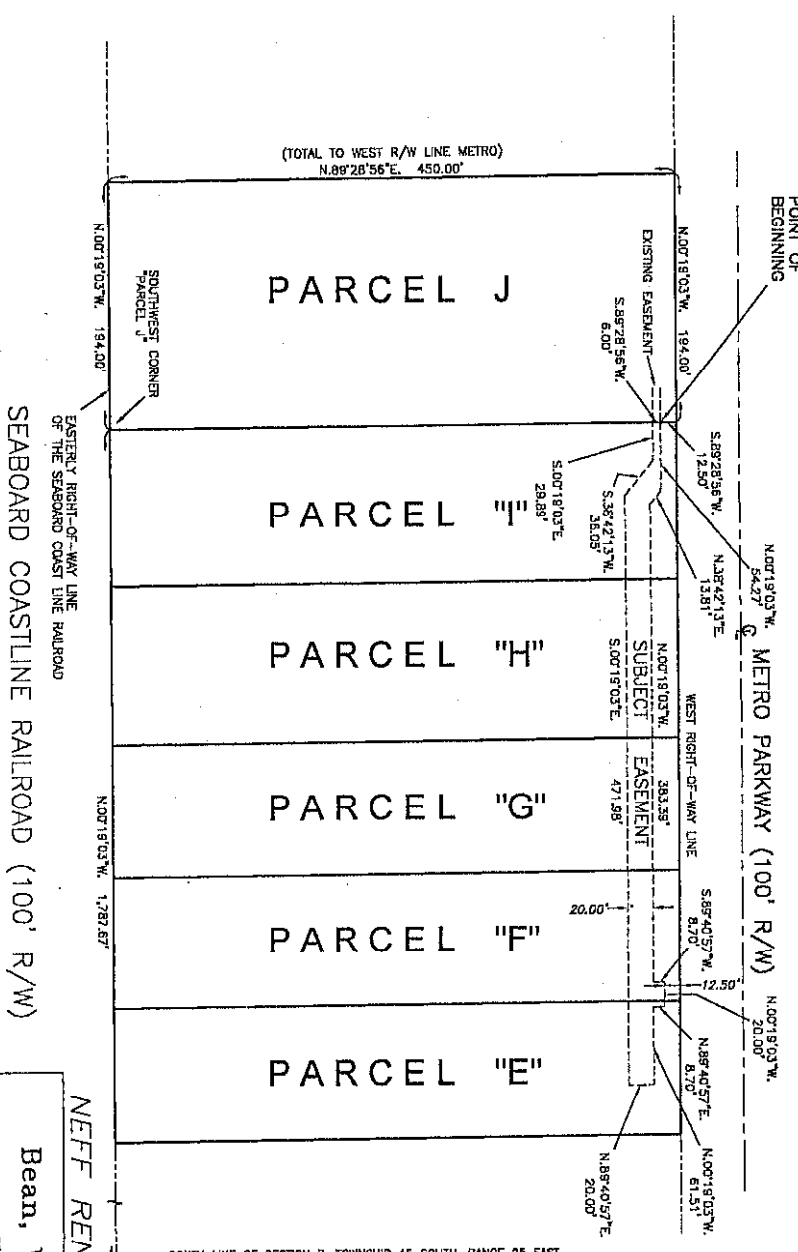 POINT OF
BEGINNING
℄ METRO PARKWAY (100' R/W)
N.00°19'03"W.
54.27'
S.89°28'56"W.
12.50'
N.00°19'03"W. 194.00'
N.38°42'13"E.
13.81'
WEST RIGHT-OF-WAY LINE
N.00°19'03"W.
20.00'
12.50'
S.89°40'57"W.
8.70'
N.89°40'57"E.
8.70'
N.00°19'03"W.
61.51'
N.89°40'57"E.
20.00'
(TOTAL TO WEST R/W LINE METRO)
N.89°28'56"E. 450.00'
EXISTING EASEMENT
S.89°28'56"W.
6.00'
S.00°19'03"E.
29.89'
S.38°42'13"W.
36.05'
N.00°19'03"W. 383.39'
SUBJECT EASEMENT
S.00°19'03"E. 471.98'
20.00'
PARCEL J
PARCEL "I"
PARCEL "H"
PARCEL "G"
PARCEL "F"
PARCEL "E"
N.00°19'03"W. 194.00'
SOUTHWEST CORNER
"PARCEL J"
EASTERLY RIGHT-OF-WAY LINE
OF THE SEABOARD COAST LINE RAILROAD
N.00°19'03"W. 1,787.67'
SEABOARD COASTLINE RAILROAD (100' R/W)
NEFF
Bean,